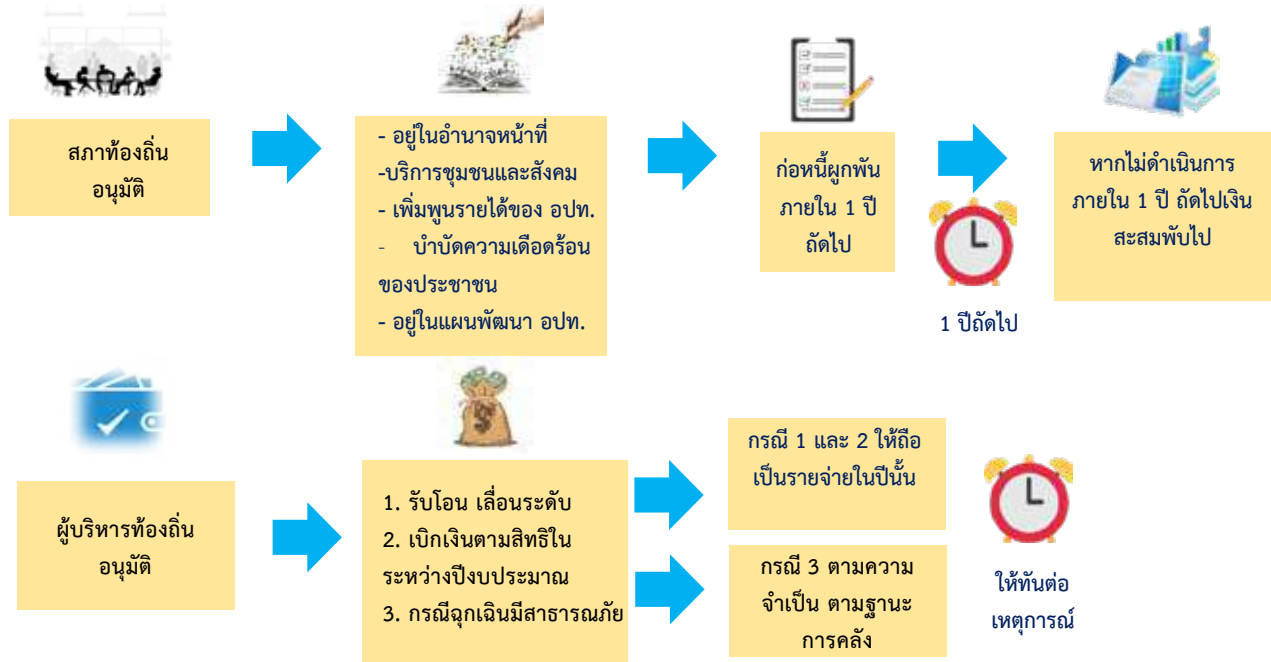 สภาท้องถิ่น
อนุมัติ
- อยู่ในอำนาจหน้าที่
-บริการชุมชนและสังคม
- เพิ่มพูนรายได้ของ อปท.
- บำบัดความเดือดร้อน
ของประชาชน
- อยู่ในแผนพัฒนา อปท.
ก่อหนี้ผูกพัน
ภายใน 1 ปี
ถัดไป
1 ปีถัดไป
หากไม่ดำเนินการ
ภายใน 1 ปี ถัดไปเงิน
สะสมพับไป
ผู้บริหารท้องถิ่น
อนุมัติ
1. รับโอน เลื่อนระดับ
2. เบิกเงินตามสิทธิใน
ระหว่างปีงบประมาณ
3. กรณีฉุกเฉินมีสาธารณภัย
กรณี 1 และ 2 ให้ถือ
เป็นรายจ่ายในปีนั้น
กรณี 3 ตามความ
จำเป็น ตามฐานะ
การคลัง
ให้ทันต่อ
เหตุการณ์